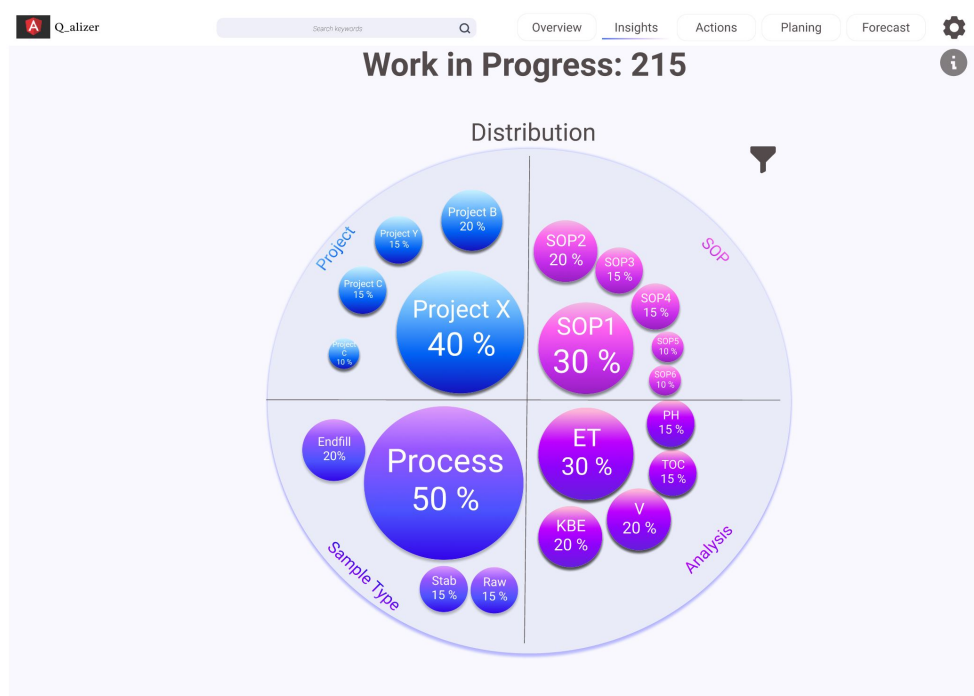 A
Q_alizer
Search keywords
Overview
Insights
Actions
Planing
Forecast
i
Work in Progress: 215
Distribution
Project
Project B
20 %
Project Y
15 %
Project C
15 %
Project X
40 %
Project
C
10 %
SOP
SOP2
20 %
SOP3
15 %
SOP4
15 %
SOP1
30 %
SOP5
10 %
SOP6
10 %
Endfill
20%
Process
50 %
Stab
15 %
Raw
15 %
Sample Type
PH
15 %
ET
30 %
TOC
15 %
V
20 %
KBE
20 %
Analysis